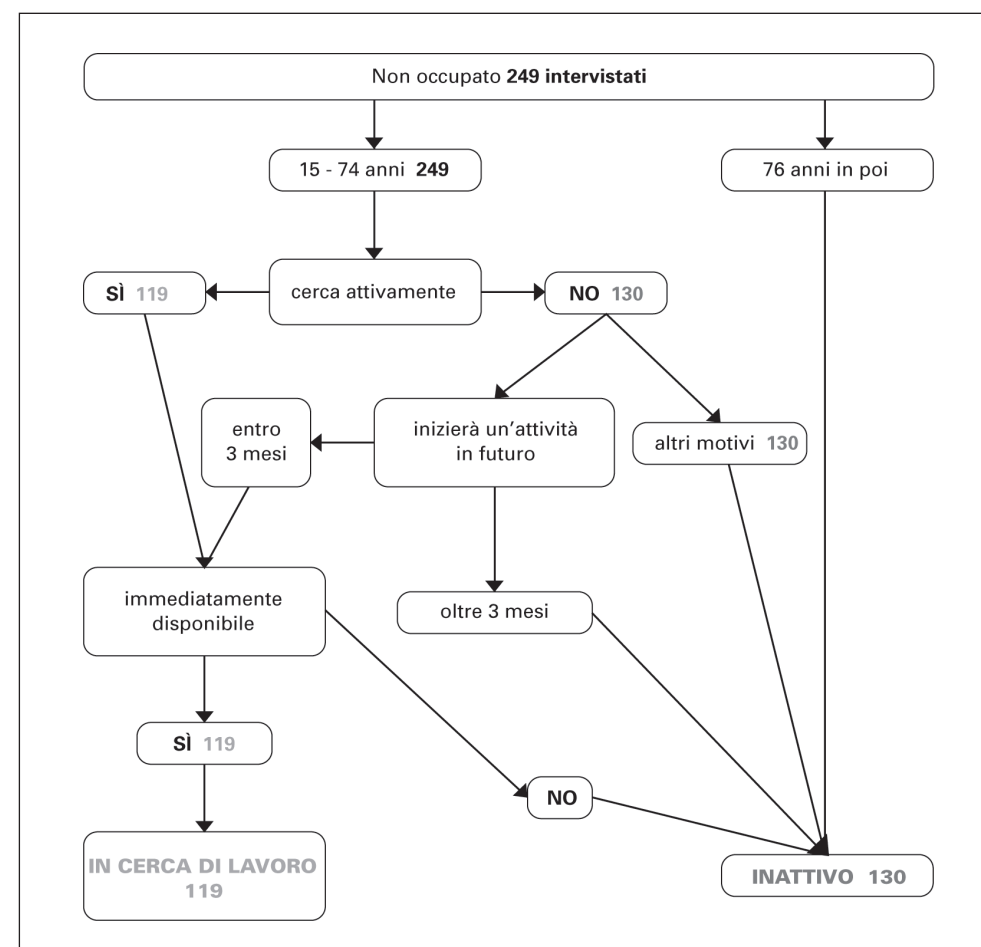 Non occupato 249 intervistati
15 - 74 anni 249
76 anni in poi
SÌ 119
cerca attivamente
NO 130
entro
3 mesi
inizierà un'attività
in futuro
altri motivi 130
immediatamente
disponibile
oltre 3 mesi
SÌ 119
NO
IN CERCA DI LAVORO
119
INATTIVO 130